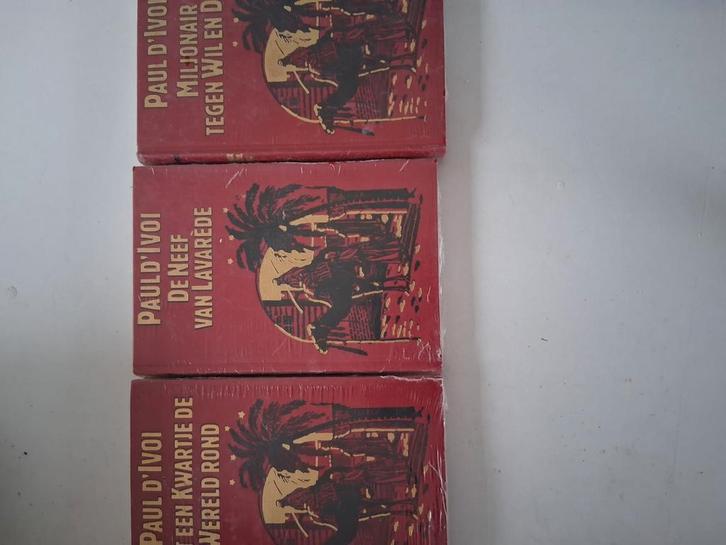 PAUL D'IVOI
MILJONAIR
TEGEN WIL EN D
PAUL D'IVOI
DE NEEF
VAN LAVARÈDE
PAUL D'IVOI
T EEN KWARTJE DE
WERELD ROND